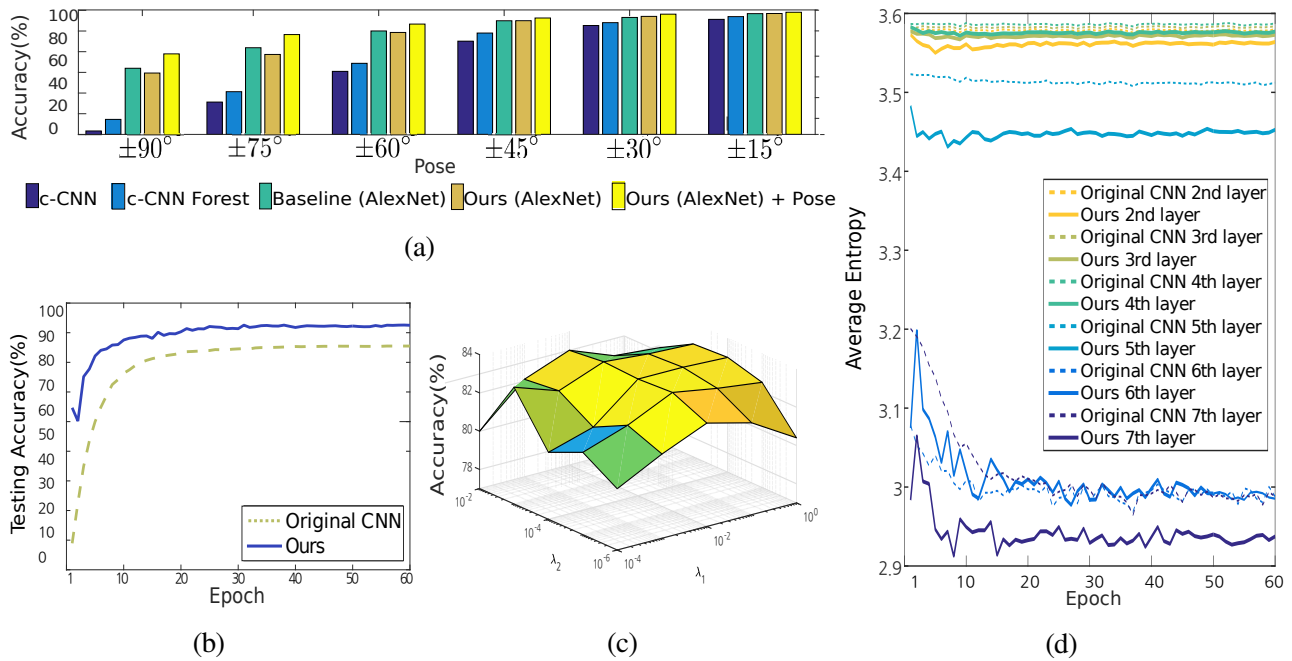 Accuracy(%)
100
80
60
40
20
0
±90° ±75° ±60° ±45° ±30° ±15°
Pose
c-CNN c-CNN Forest Baseline (AlexNet) Ours (AlexNet) Ours (AlexNet) + Pose
(a)
Testing Accuracy(%)
100
90
80
70
60
50
40
30
20
10
0
1 10 20 30 40 50 60
Epoch
Original CNN
Ours
(b)
Accuracy(%)
84
82
80
78
10⁻²
10⁻⁴
10⁻⁶
λ₂
10⁻⁴
10⁻²
10⁰
λ₁
(c)
Average Entropy
3.6
3.5
3.4
3.3
3.2
3.1
3
2.9
1 10 20 30 40 50 60
Epoch
Original CNN 2nd layer
Ours 2nd layer
Original CNN 3rd layer
Ours 3rd layer
Original CNN 4th layer
Ours 4th layer
Original CNN 5th layer
Ours 5th layer
Original CNN 6th layer
Ours 6th layer
Original CNN 7th layer
Ours 7th layer
(d)